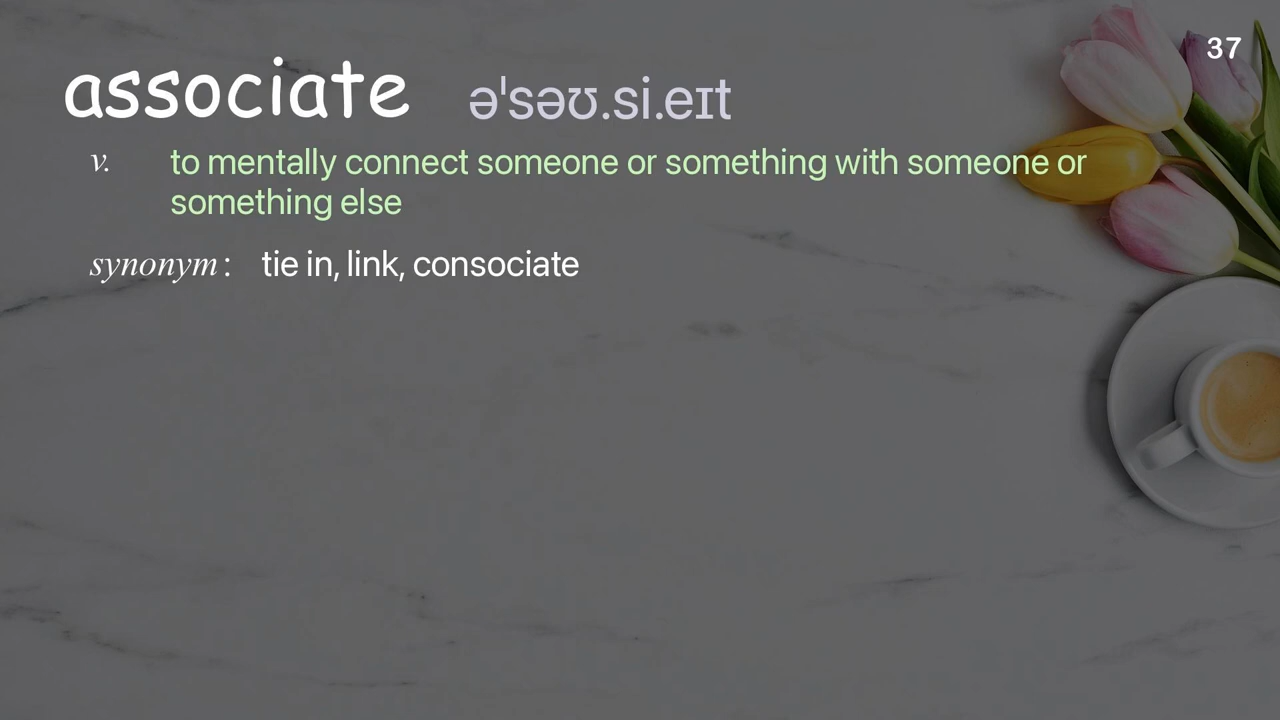 37
associate əˈsəʊ.si.eɪt
v. to mentally connect someone or something with someone or
something else
synonym : tie in, link, consociate